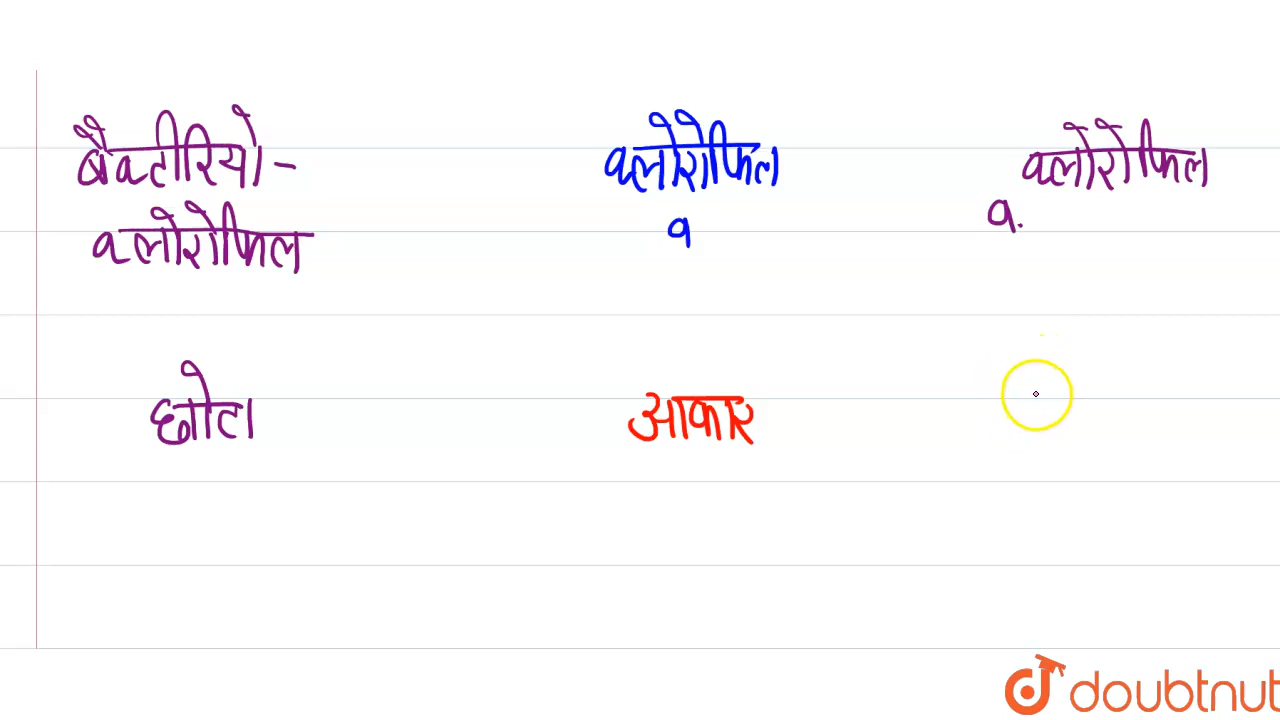 बैक्टीरियो-
क्लोरोफिल
क्लोरोफिल
a
क्लोरोफिल
a.
छोटा
आकार
doubtnut